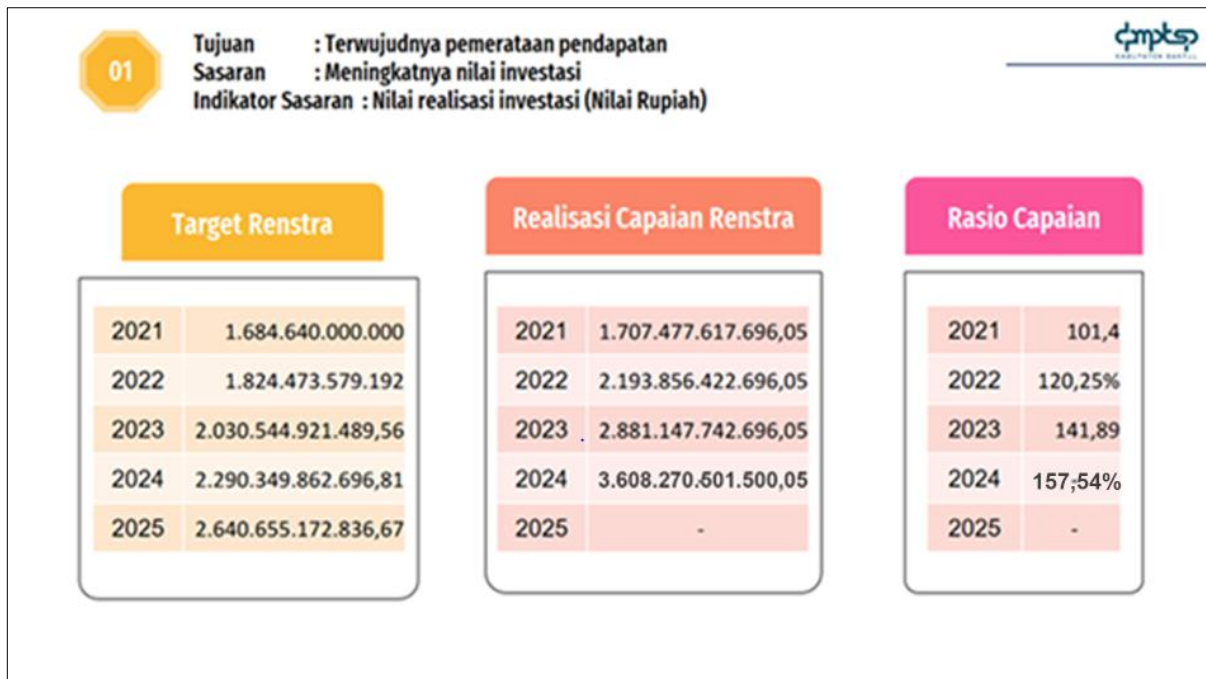 01
Tujuan : Terwujudnya pemerataan pendapatan
Sasaran : Meningkatnya nilai investasi
Indikator Sasaran : Nilai realisasi investasi (Nilai Rupiah)
dpmptsp
KABUPATEN BANTUL
Target Renstra
2021 1.684.640.000.000
2022 1.824.473.579.192
2023 2.030.544.921.489,56
2024 2.290.349.862.696,81
2025 2.640.655.172.836,67
Realisasi Capaian Renstra
2021 1.707.477.617.696,05
2022 2.193.856.422.696,05
2023 2.881.147.742.696,05
2024 3.608.270.501.500,05
2025 -
Rasio Capaian
2021 101,4
2022 120,25%
2023 141,89
2024 157,54%
2025 -